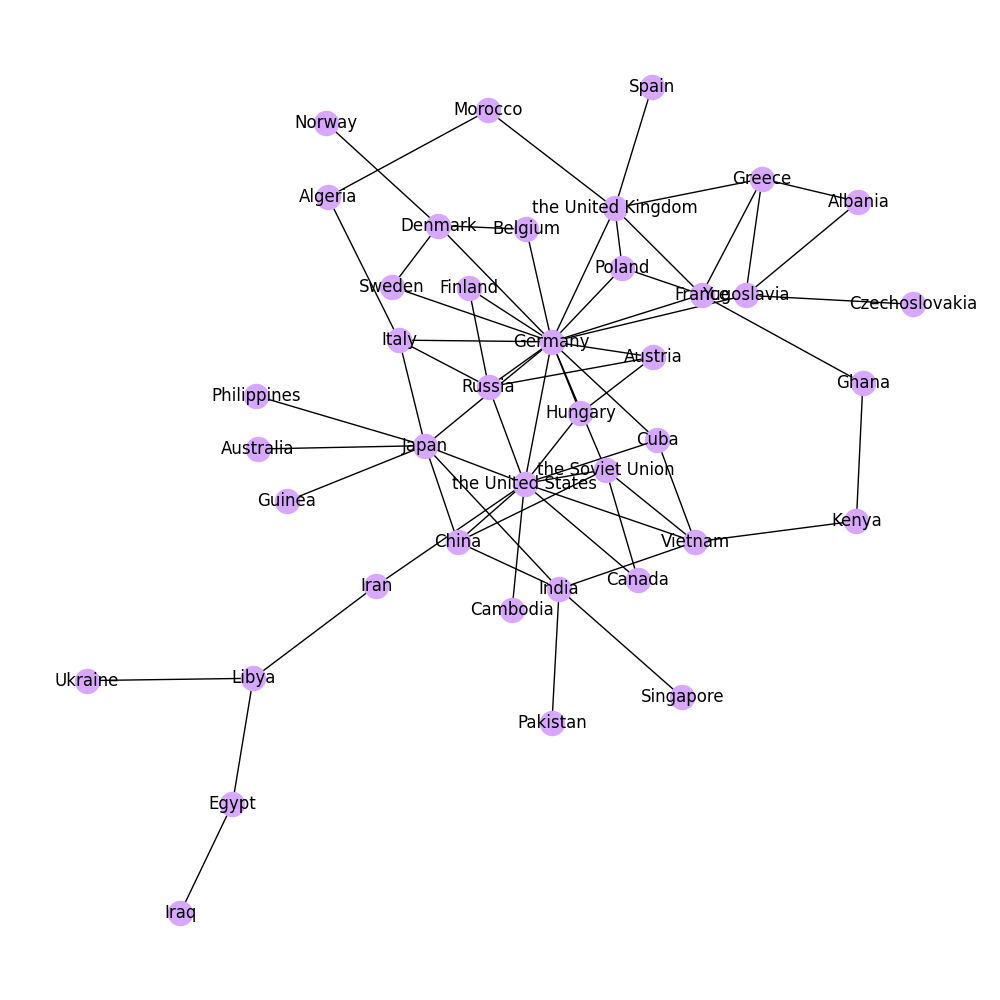 Spain
Morocco
Norway
Greece
Algeria
Albania
the United Kingdom
Denmark
Belgium
Poland
Sweden
Finland
France
Yugoslavia
Czechoslovakia
Italy
Germany
Austria
Russia
Ghana
Philippines
Hungary
Cuba
Japan
Australia
the Soviet Union
the United States
Guinea
Kenya
China
Vietnam
Canada
Iran
India
Cambodia
Libya
Ukraine
Singapore
Pakistan
Egypt
Iraq